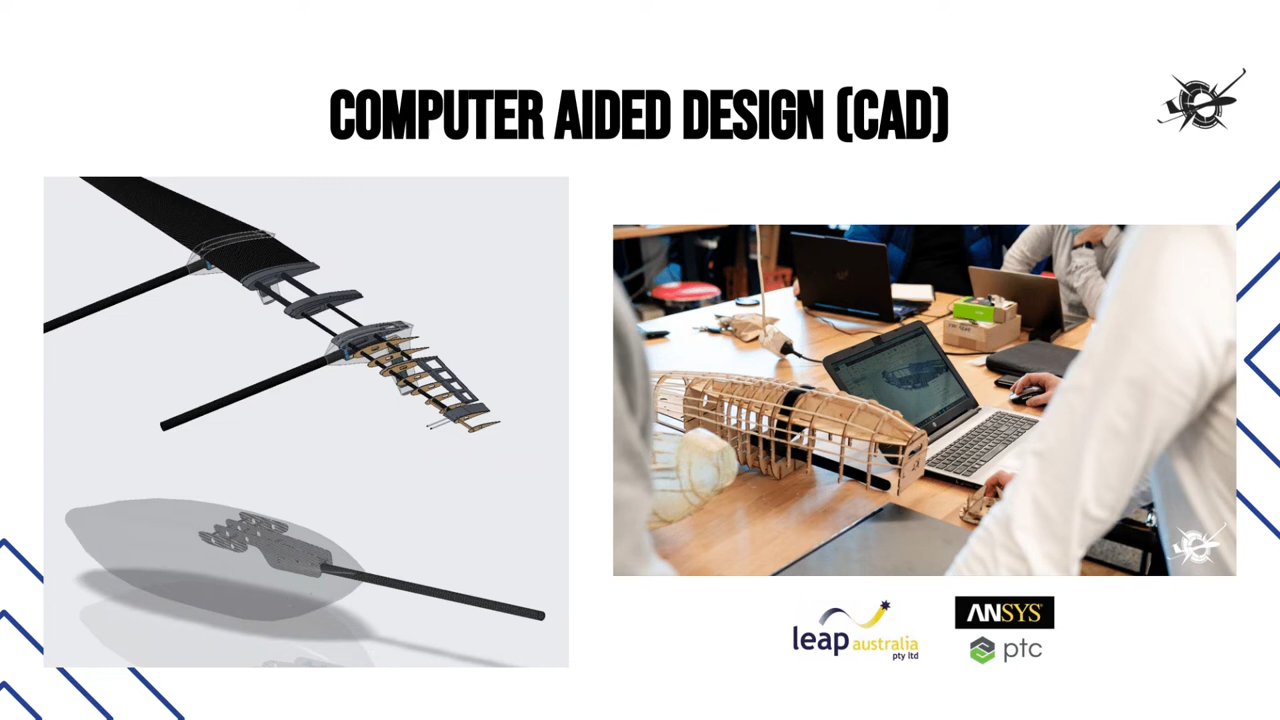 COMPUTER AIDED DESIGN (CAD)
leap australia
pty ltd
ANSYS
ptc